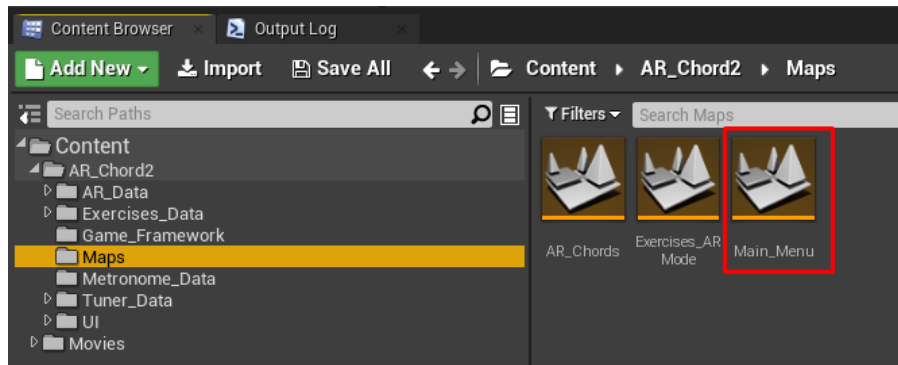 Content Browser
Output Log
Add New Import Save All Content AR_Chord2 Maps
Search Paths
Filters Search Maps
Content
AR_Chord2
AR_Data
Exercises_Data
Game_Framework
Maps
Metronome_Data
Tuner_Data
UI
Movies
AR_Chords
Exercises_AR
Mode
Main_Menu